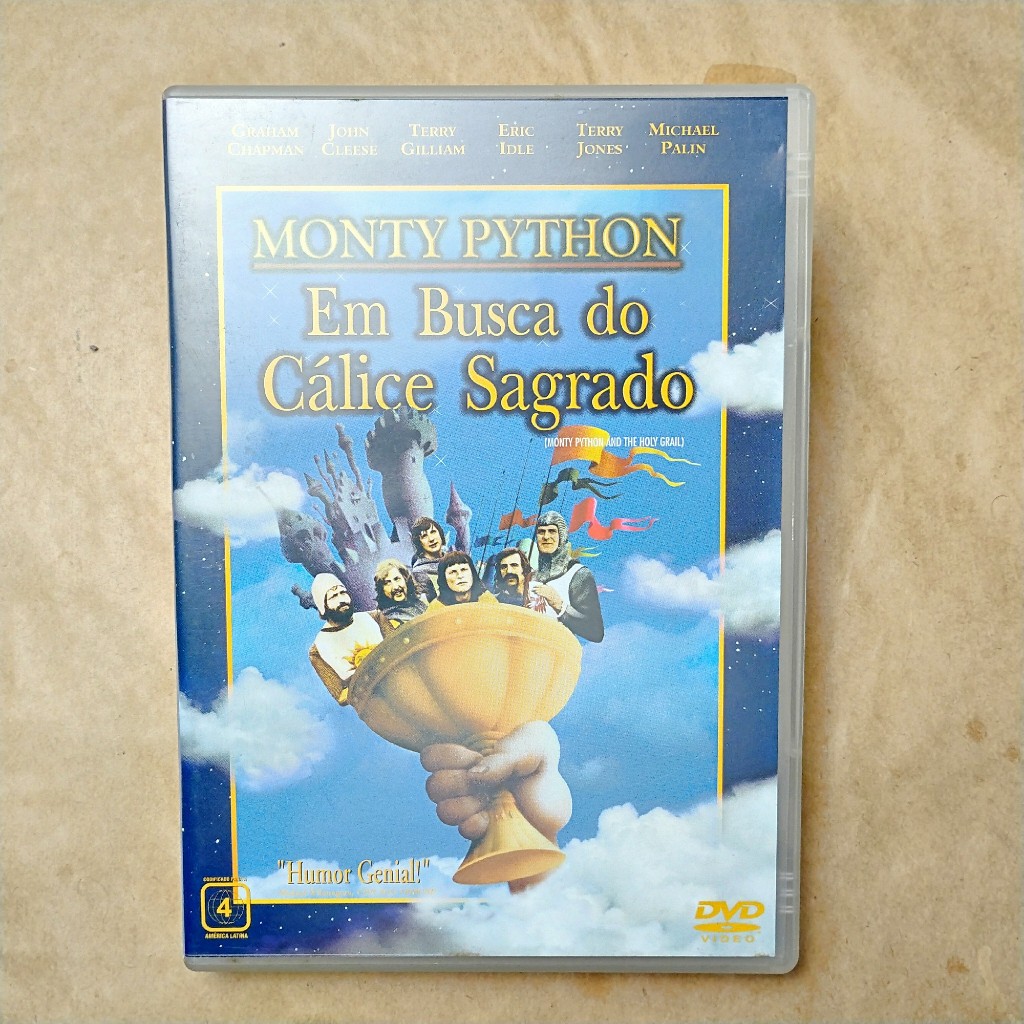 GRAHAM CHAPMAN
JOHN CLEESE
TERRY GILLIAM
ERIC IDLE
TERRY JONES
MICHAEL PALIN
MONTY PYTHON
Em Busca do
Cálice Sagrado
(MONTY PYTHON AND THE HOLY GRAIL)
"Humor Genial!"
4
AMÉRICA LATINA
DVD
VIDEO